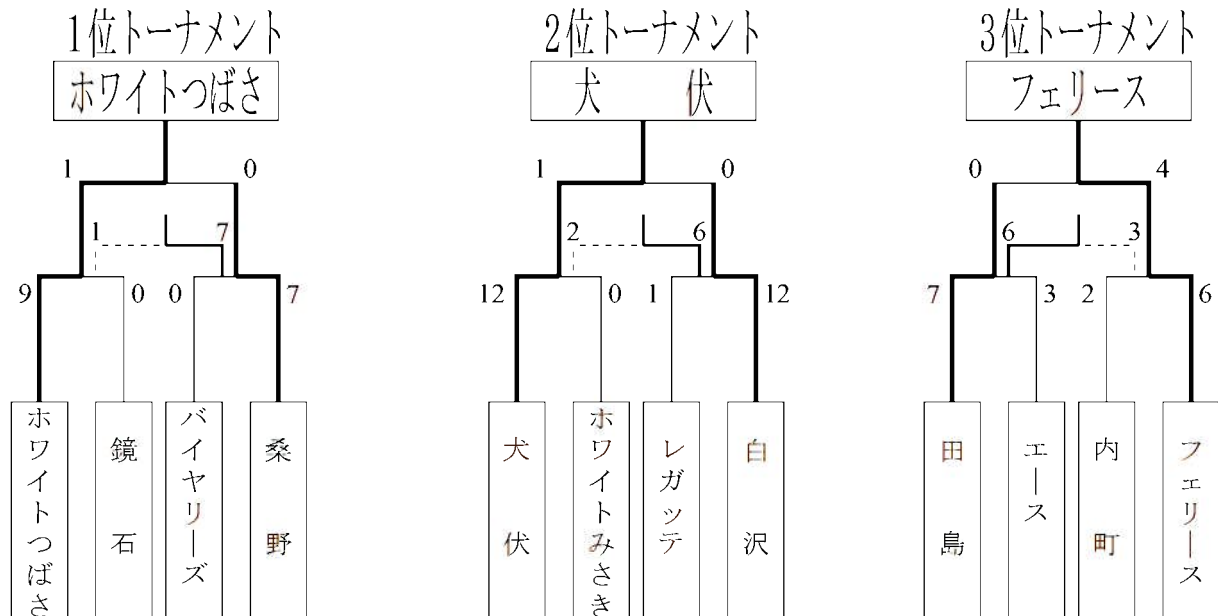 1位トーナメント 2位トーナメント 3位トーナメント
ホワイトつばさ 犬伏 フェリース
1 0 1 0 0 4
1 7 2 6 6 3
9 0 0 7 12 0 1 12 7 3 2 6
ホワイトつばさ
鏡石
バイヤリーズ
桑野
犬伏
ホワイトみさき
レガッテ
白沢
田島
エース
内町
フェリース